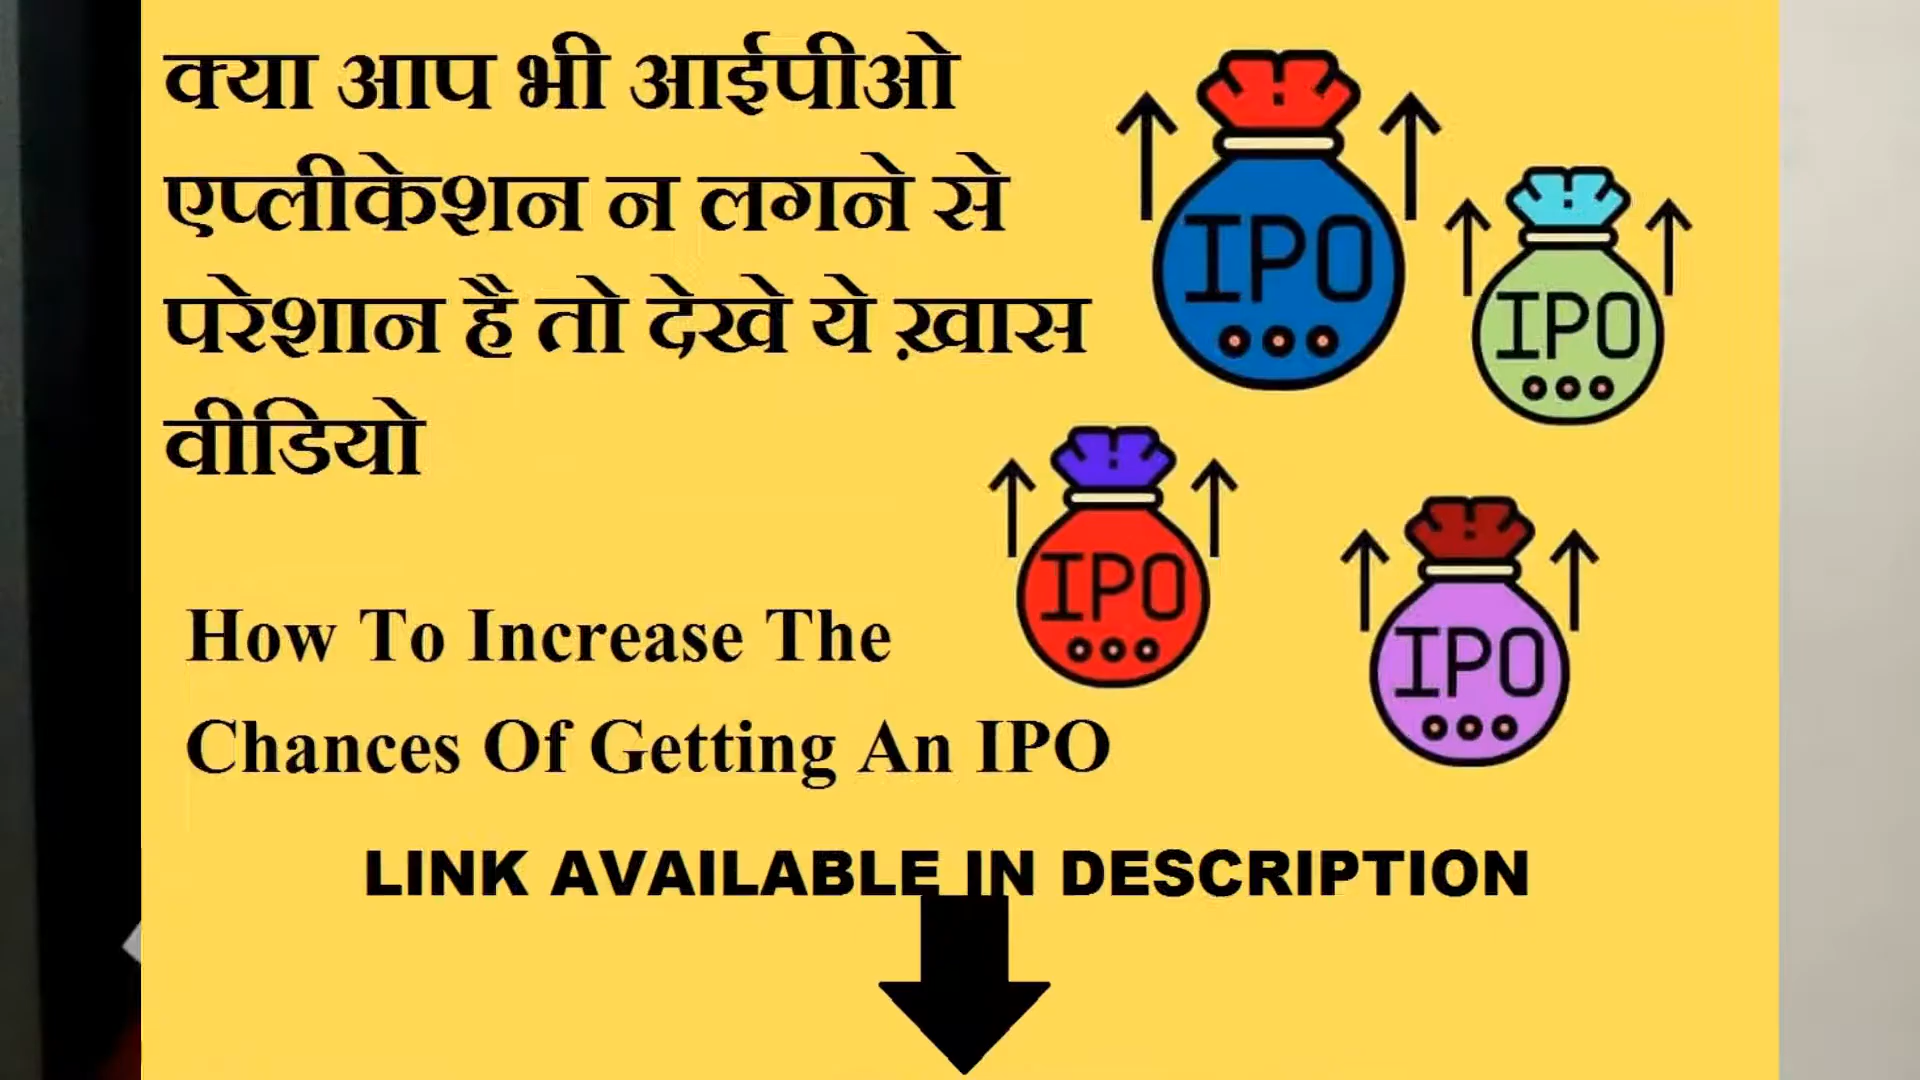 क्या आप भी आईपीओ
एप्लीकेशन न लगने से
परेशान है तो देखे ये ख़ास
वीडियो
IPO
IPO
IPO
IPO
How To Increase The
Chances Of Getting An IPO
LINK AVAILABLE IN DESCRIPTION